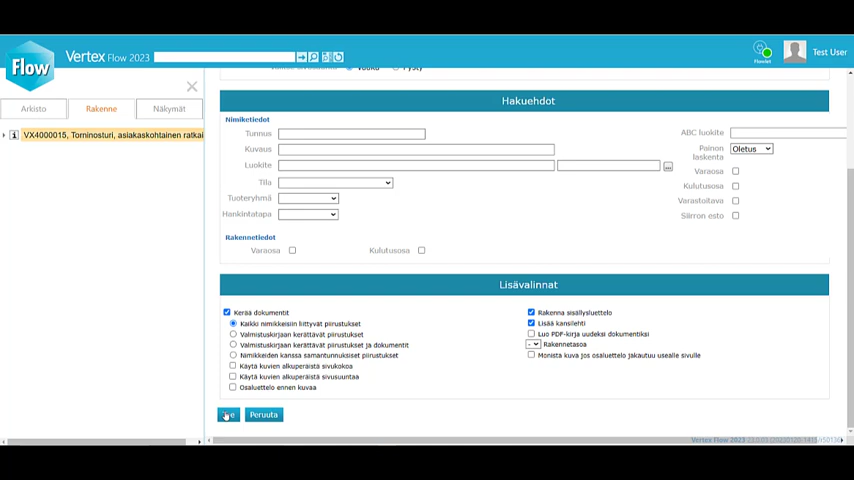 Flow
Vertex Flow 2023
Flowlet
Test User
Arkisto
Rakenne
Näkymät
i VX4000015, Torninosturi, asiakaskohtainen ratkai
Pysty
Hakuehdot
Nimiketiedot
Tunnus
Kuvaus
Luokite
...
Tila
Tuoteryhmä
Hankintatapa
ABC luokite
Painon laskenta
Oletus
Varaosa
Kulutusosa
Varastoitava
Siirron esto
Rakennetiedot
Varaosa
Kulutusosa
Lisävalinnat
Kerää dokumentit
Kaikki nimikkeisiin liittyvät piirustukset
Valmistuskirjaan kerättävät piirustukset
Valmistuskirjaan kerättävät piirustukset ja dokumentit
Nimikkeiden kanssa samantunnuksiset piirustukset
Käytä kuvien alkuperäistä sivukokoa
Käytä kuvien alkuperäistä sivusuuntaa
Osaluettelo ennen kuvaa
Rakenna sisällysluettelo
Lisää kansilehti
Luo PDF-kirja uudeksi dokumentiksi
- Rakennetasoa
Monista kuva jos osaluettelo jakautuu usealle sivulle
Peruuta
Vertex Flow 2023